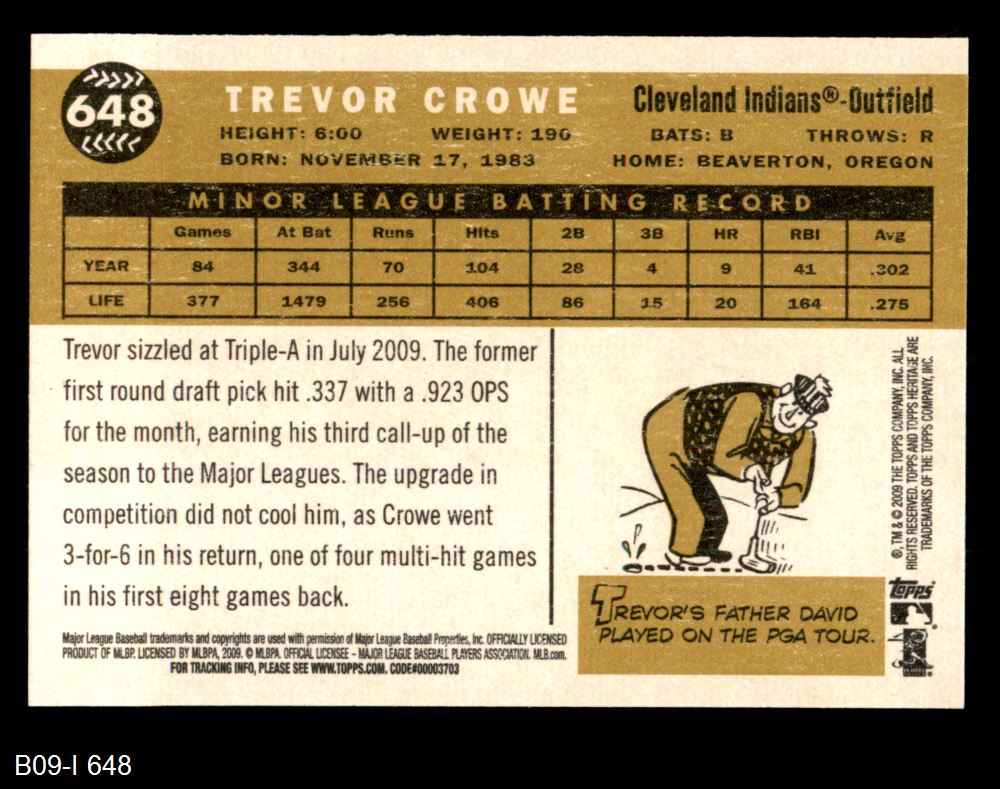 648
TREVOR CROWE
Cleveland Indians®-Outfield
HEIGHT: 6:00 WEIGHT: 190 BATS: B THROWS: R
BORN: NOVEMBER 17, 1983 HOME: BEAVERTON, OREGON
MINOR LEAGUE BATTING RECORD
Games At Bat Runs Hits 2B 3B HR RBI Avg
YEAR 84 344 70 104 28 4 9 41 .302
LIFE 377 1479 256 406 86 15 20 164 .275
Trevor sizzled at Triple-A in July 2009. The former
first round draft pick hit .337 with a .923 OPS
for the month, earning his third call-up of the
season to the Major Leagues. The upgrade in
competition did not cool him, as Crowe went
3-for-6 in his return, one of four multi-hit games
in his first eight games back.
Major League Baseball trademarks and copyrights are used with permission of Major League Baseball Properties, Inc. OFFICIALLY LICENSED
PRODUCT OF MLBP. LICENSED BY MLBPA, 2009. © MLBPA. OFFICIAL LICENSEE - MAJOR LEAGUE BASEBALL PLAYERS ASSOCIATION. MLB.com.
FOR TRACKING INFO, PLEASE SEE WWW.TOPPS.COM. CODE#00003703
TREVOR'S FATHER DAVID
PLAYED ON THE PGA TOUR.
®, TM & © 2009 THE TOPPS COMPANY, INC. ALL
RIGHTS RESERVED. TOPPS AND TOPPS HERITAGE ARE
TRADEMARKS OF THE TOPPS COMPANY, INC.
topps
B09-I 648